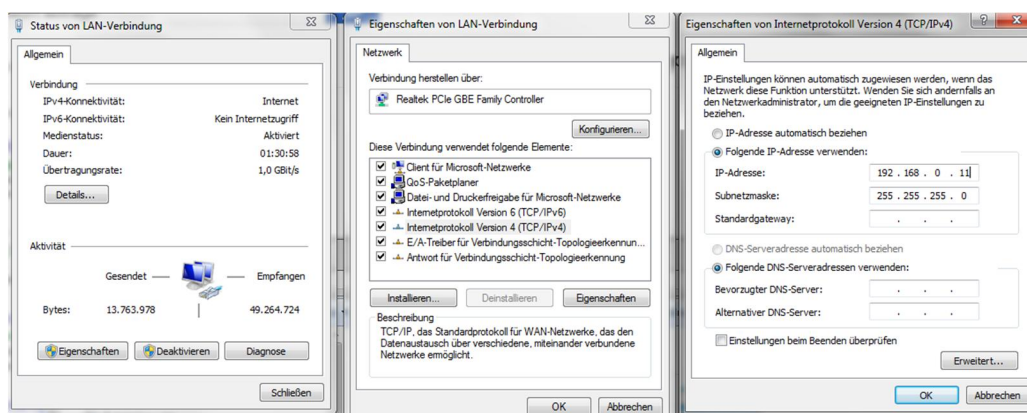 Status von LAN-Verbindung
Allgemein
Verbindung
IPv4-Konnektivität: Internet
IPv6-Konnektivität: Kein Internetzugriff
Medienstatus: Aktiviert
Dauer: 01:30:58
Übertragungsrate: 1,0 GBit/s
Details...
Aktivität
Gesendet — — Empfangen
Bytes: 13.763.978 | 49.264.724
Eigenschaften Deaktivieren Diagnose
Schließen
Eigenschaften von LAN-Verbindung
Netzwerk
Verbindung herstellen über:
Realtek PCIe GBE Family Controller
Konfigurieren...
Diese Verbindung verwendet folgende Elemente:
Client für Microsoft-Netzwerke
QoS-Paketplaner
Datei- und Druckerfreigabe für Microsoft-Netzwerke
Internetprotokoll Version 6 (TCP/IPv6)
Internetprotokoll Version 4 (TCP/IPv4)
E/A-Treiber für Verbindungsschicht-Topologieerkennun...
Antwort für Verbindungsschicht-Topologieerkennung
Installieren... Deinstallieren Eigenschaften
Beschreibung
TCP/IP, das Standardprotokoll für WAN-Netzwerke, das den
Datenaustausch über verschiedene, miteinander verbundene
Netzwerke ermöglicht.
OK Abbrechen
Eigenschaften von Internetprotokoll Version 4 (TCP/IPv4)
Allgemein
IP-Einstellungen können automatisch zugewiesen werden, wenn das
Netzwerk diese Funktion unterstützt. Wenden Sie sich andernfalls an
den Netzwerkadministrator, um die geeigneten IP-Einstellungen zu
beziehen.
IP-Adresse automatisch beziehen
Folgende IP-Adresse verwenden:
IP-Adresse: 192 . 168 . 0 . 11
Subnetzmaske: 255 . 255 . 255 . 0
Standardgateway: . . .
DNS-Serveradresse automatisch beziehen
Folgende DNS-Serveradressen verwenden:
Bevorzugter DNS-Server: . . .
Alternativer DNS-Server: . . .
Einstellungen beim Beenden überprüfen
Erweitert...
OK Abbrechen